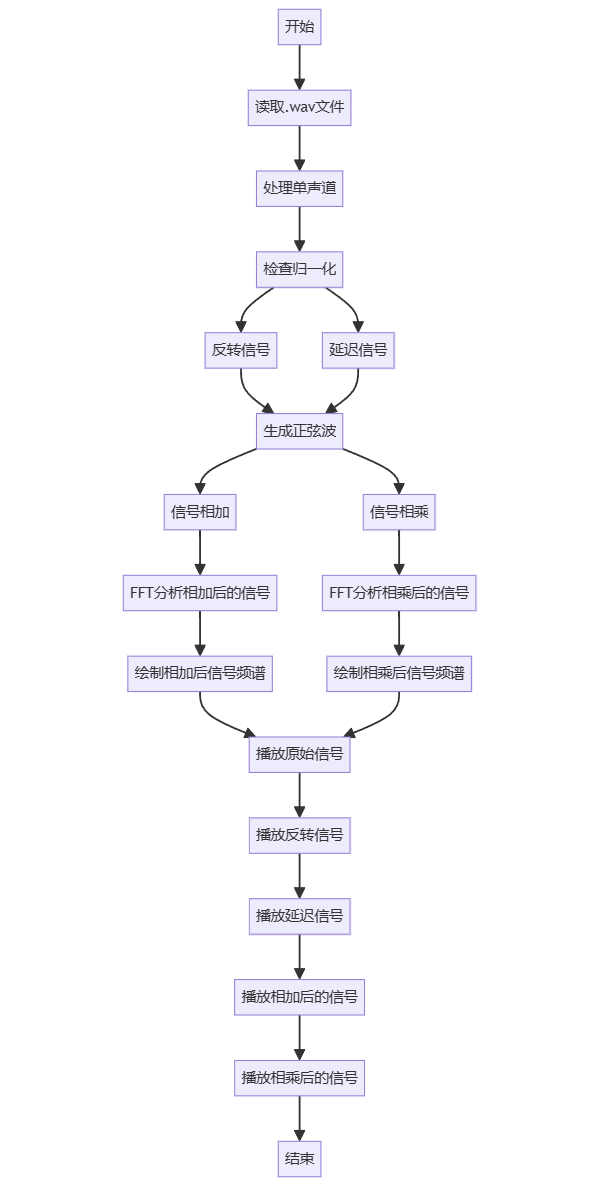 开始
读取.wav文件
处理单声道
检查归一化
反转信号
延迟信号
生成正弦波
信号相加
信号相乘
FFT分析相加后的信号
FFT分析相乘后的信号
绘制相加后信号频谱
绘制相乘后信号频谱
播放原始信号
播放反转信号
播放延迟信号
播放相加后的信号
播放相乘后的信号
结束